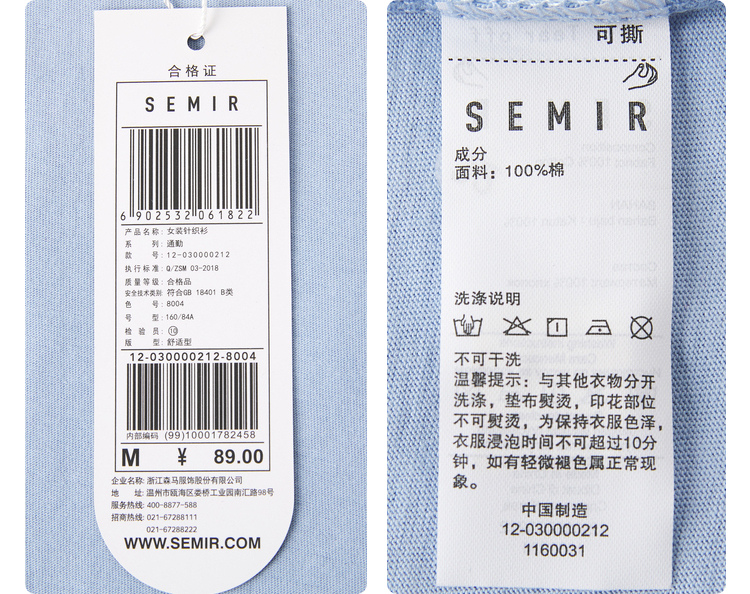 合格证
SEMIR
6 902532 061822
产品名称: 女装针织衫
系 列: 通勤
款 号: 12-030000212
执行标准: Q/ZSM 03-2018
质量等级: 合格品
安全技术类别: 符合GB 18401 B类
色 号: 8004
号 型: 160/84A
检 验 员: ⑩
版 型: 舒适型
12-030000212-8004
内部编码 (99)10001782458
M ¥ 89.00
企业名称: 浙江森马服饰股份有限公司
地 址: 温州市瓯海区娄桥工业园南汇路98号
服务热线: 400-8877-588
招商热线: 021-67288111
021-67288222
WWW.SEMIR.COM
可撕
SEMIR
成分
面料: 100%棉
洗涤说明
不可干洗
温馨提示: 与其他衣物分开
洗涤, 垫布熨烫, 印花部位
不可熨烫, 为保持衣服色泽,
衣服浸泡时间不可超过10分
钟, 如有轻微褪色属正常现
象。
中国制造
12-030000212
1160031